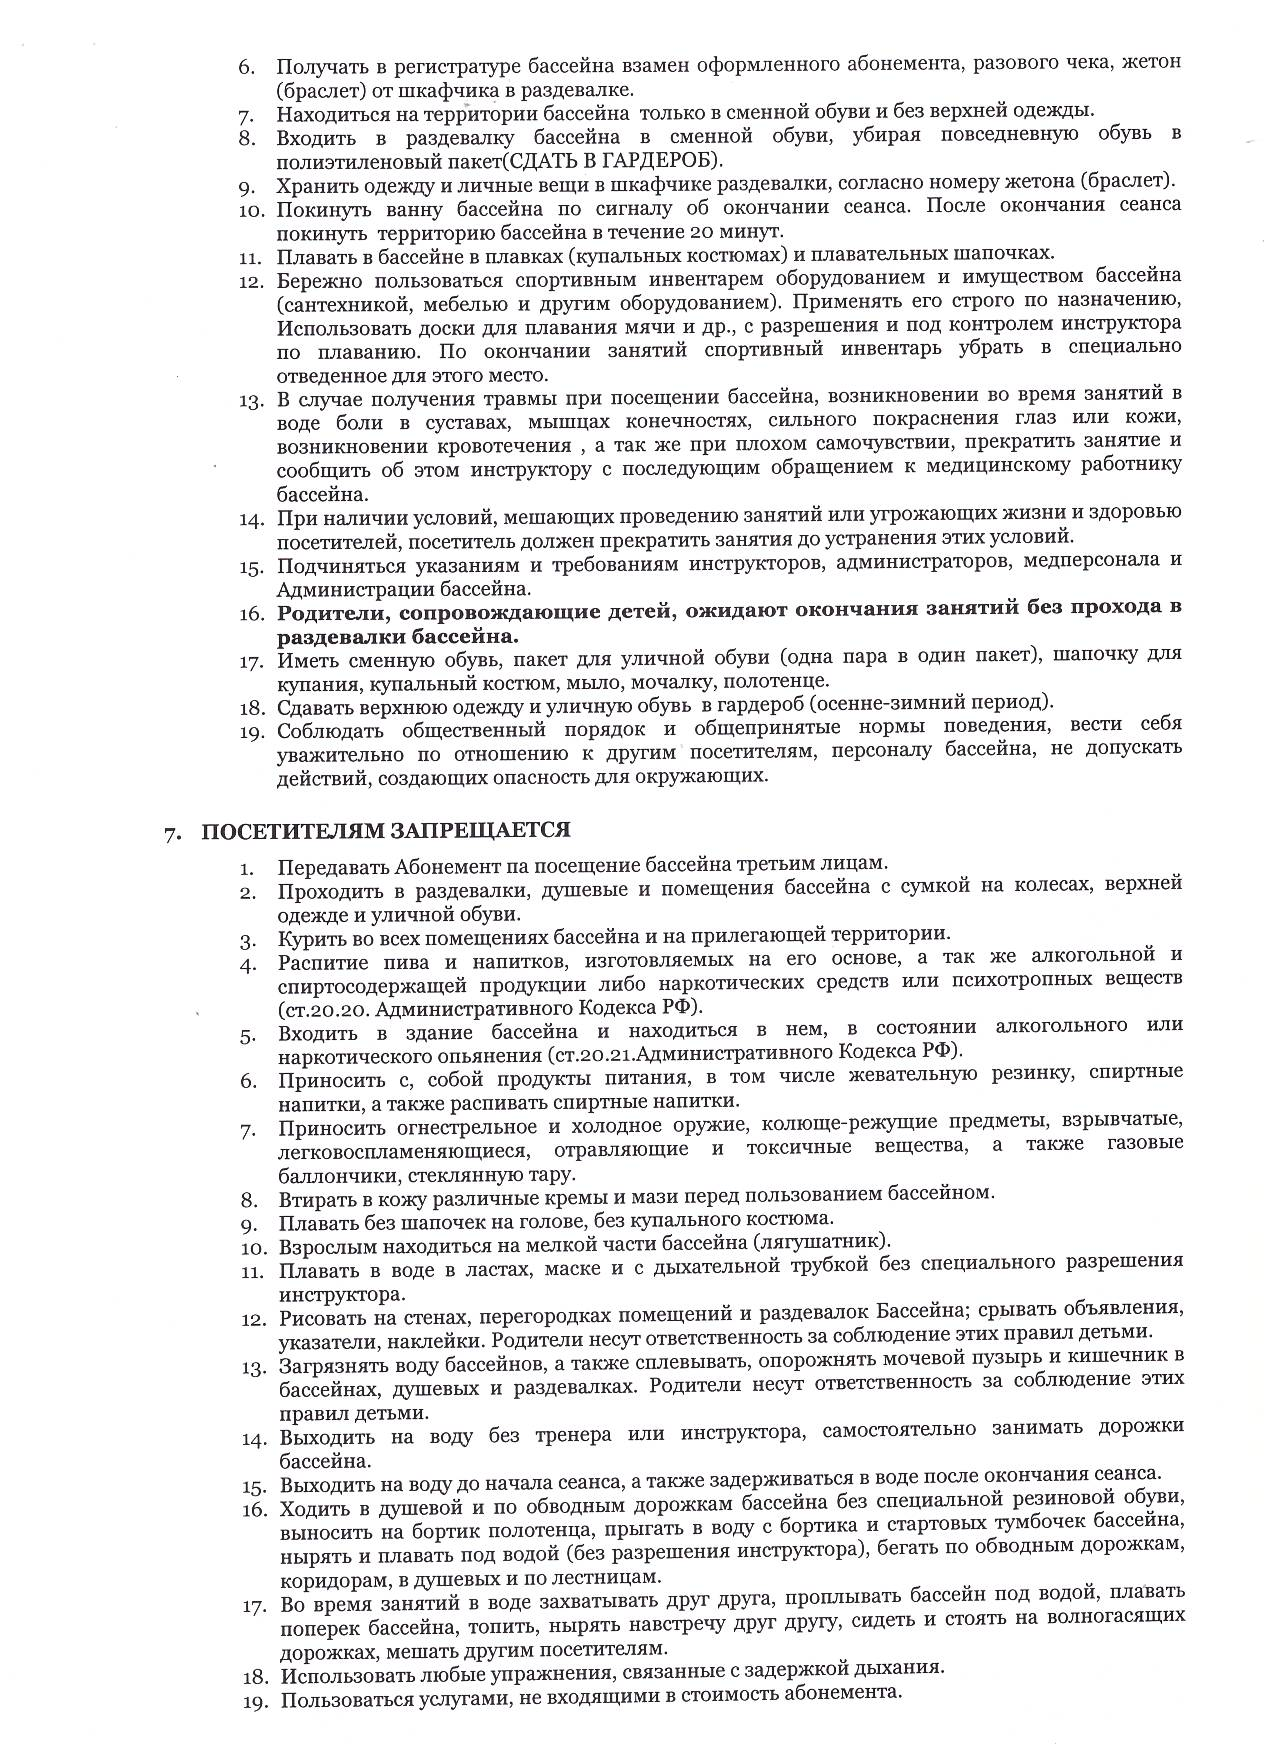 6. Получать в регистратуре бассейна взамен оформленного абонемента, разового чека, жетон
(браслет) от шкафчика в раздевалке.
7. Находиться на территории бассейна только в сменной обуви и без верхней одежды.
8. Входить в раздевалку бассейна в сменной обуви, убирая повседневную обувь в
полиэтиленовый пакет(СДАТЬ В ГАРДЕРОБ).
9. Хранить одежду и личные вещи в шкафчике раздевалки, согласно номеру жетона (браслет).
10. Покинуть ванну бассейна по сигналу об окончании сеанса. После окончания сеанса
покинуть территорию бассейна в течение 20 минут.
11. Плавать в бассейне в плавках (купальных костюмах) и плавательных шапочках.
12. Бережно пользоваться спортивным инвентарем оборудованием и имуществом бассейна
(сантехникой, мебелью и другим оборудованием). Применять его строго по назначению,
Использовать доски для плавания мячи и др., с разрешения и под контролем инструктора
по плаванию. По окончании занятий спортивный инвентарь убрать в специально
отведенное для этого место.
13. В случае получения травмы при посещении бассейна, возникновении во время занятий в
воде боли в суставах, мышцах конечностях, сильного покраснения глаз или кожи,
возникновении кровотечения , а так же при плохом самочувствии, прекратить занятие и
сообщить об этом инструктору с последующим обращением к медицинскому работнику
бассейна.
14. При наличии условий, мешающих проведению занятий или угрожающих жизни и здоровью
посетителей, посетитель должен прекратить занятия до устранения этих условий.
15. Подчиняться указаниям и требованиям инструкторов, администраторов, медперсонала и
Администрации бассейна.
16. Родители, сопровождающие детей, ожидают окончания занятий без прохода в
раздевалки бассейна.
17. Иметь сменную обувь, пакет для уличной обуви (одна пара в один пакет), шапочку для
купания, купальный костюм, мыло, мочалку, полотенце.
18. Сдавать верхнюю одежду и уличную обувь в гардероб (осенне-зимний период).
19. Соблюдать общественный порядок и общепринятые нормы поведения, вести себя
уважительно по отношению к другим посетителям, персоналу бассейна, не допускать
действий, создающих опасность для окружающих.
7. ПОСЕТИТЕЛЯМ ЗАПРЕЩАЕТСЯ
1. Передавать Абонемент па посещение бассейна третьим лицам.
2. Проходить в раздевалки, душевые и помещения бассейна с сумкой на колесах, верхней
одежде и уличной обуви.
3. Курить во всех помещениях бассейна и на прилегающей территории.
4. Распитие пива и напитков, изготовляемых на его основе, а так же алкогольной и
спиртосодержащей продукции либо наркотических средств или психотропных веществ
(ст.20.20. Административного Кодекса РФ).
5. Входить в здание бассейна и находиться в нем, в состоянии алкогольного или
наркотического опьянения (ст.20.21.Административного Кодекса РФ).
6. Приносить с, собой продукты питания, в том числе жевательную резинку, спиртные
напитки, а также распивать спиртные напитки.
7. Приносить огнестрельное и холодное оружие, колюще-режущие предметы, взрывчатые,
легковоспламеняющиеся, отравляющие и токсичные вещества, а также газовые
баллончики, стеклянную тару.
8. Втирать в кожу различные кремы и мази перед пользованием бассейном.
9. Плавать без шапочек на голове, без купального костюма.
10. Взрослым находиться на мелкой части бассейна (лягушатник).
11. Плавать в воде в ластах, маске и с дыхательной трубкой без специального разрешения
инструктора.
12. Рисовать на стенах, перегородках помещений и раздевалок Бассейна; срывать объявления,
указатели, наклейки. Родители несут ответственность за соблюдение этих правил детьми.
13. Загрязнять воду бассейнов, а также сплевывать, опорожнять мочевой пузырь и кишечник в
бассейнах, душевых и раздевалках. Родители несут ответственность за соблюдение этих
правил детьми.
14. Выходить на воду без тренера или инструктора, самостоятельно занимать дорожки
бассейна.
15. Выходить на воду до начала сеанса, а также задерживаться в воде после окончания сеанса.
16. Ходить в душевой и по обводным дорожкам бассейна без специальной резиновой обуви,
выносить на бортик полотенца, прыгать в воду с бортика и стартовых тумбочек бассейна,
нырять и плавать под водой (без разрешения инструктора), бегать по обводным дорожкам,
коридорам, в душевых и по лестницам.
17. Во время занятий в воде захватывать друг друга, проплывать бассейн под водой, плавать
поперек бассейна, топить, нырять навстречу друг другу, сидеть и стоять на волногасящих
дорожках, мешать другим посетителям.
18. Использовать любые упражнения, связанные с задержкой дыхания.
19. Пользоваться услугами, не входящими в стоимость абонемента.